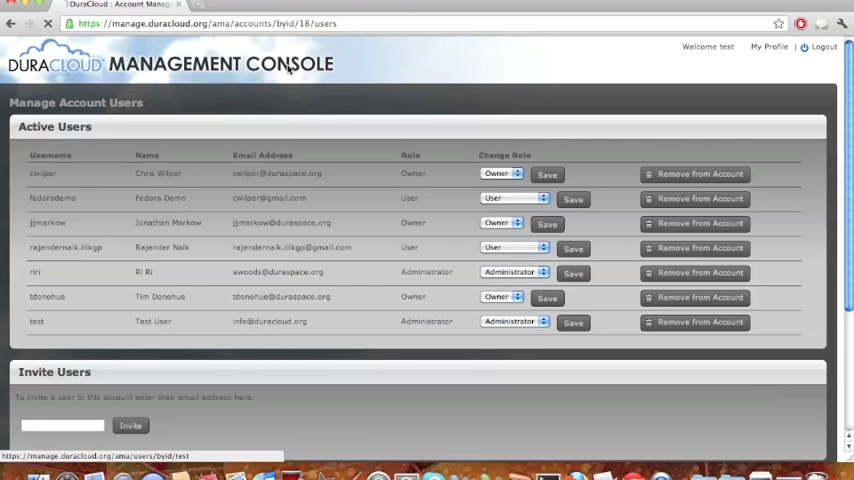 DuraCloud : Account Manag
https://manage.duracloud.org/ama/accounts/byid/18/users
DURACLOUD MANAGEMENT CONSOLE
Welcome test My Profile Logout
Manage Account Users
Active Users
Username Name Email Address Role Change Role
cwilper Chris Wilper cwilper@duraspace.org Owner Owner Save Remove from Account
fedorademo Fedora Demo cwilper@gmail.com User User Save Remove from Account
jjmarkow Jonathan Markow jjmarkow@duraspace.org Owner Owner Save Remove from Account
rajendernaik.iitkgp Rajender Naik rajendernaik.iitkgp@gmail.com User User Save Remove from Account
riri Ri Ri awoods@duraspace.org Administrator Administrator Save Remove from Account
tdonohue Tim Donohue tdonohue@duraspace.org Owner Owner Save Remove from Account
test Test User info@duracloud.org Administrator Administrator Save Remove from Account
Invite Users
To invite a user to this account enter their email address here.
Invite
https://manage.duracloud.org/ama/users/byid/test